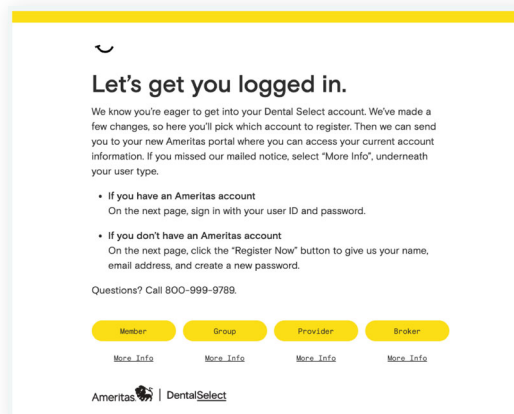 Let's get you logged in.
We know you're eager to get into your Dental Select account. We've made a
few changes, so here you'll pick which account to register. Then we can send
you to your new Ameritas portal where you can access your current account
information. If you missed our mailed notice, select "More Info", underneath
your user type.
• If you have an Ameritas account
On the next page, sign in with your user ID and password.
• If you don't have an Ameritas account
On the next page, click the "Register Now" button to give us your name,
email address, and create a new password.
Questions? Call 800-999-9789.
Member Group Provider Broker
More Info More Info More Info More Info
Ameritas | DentalSelect